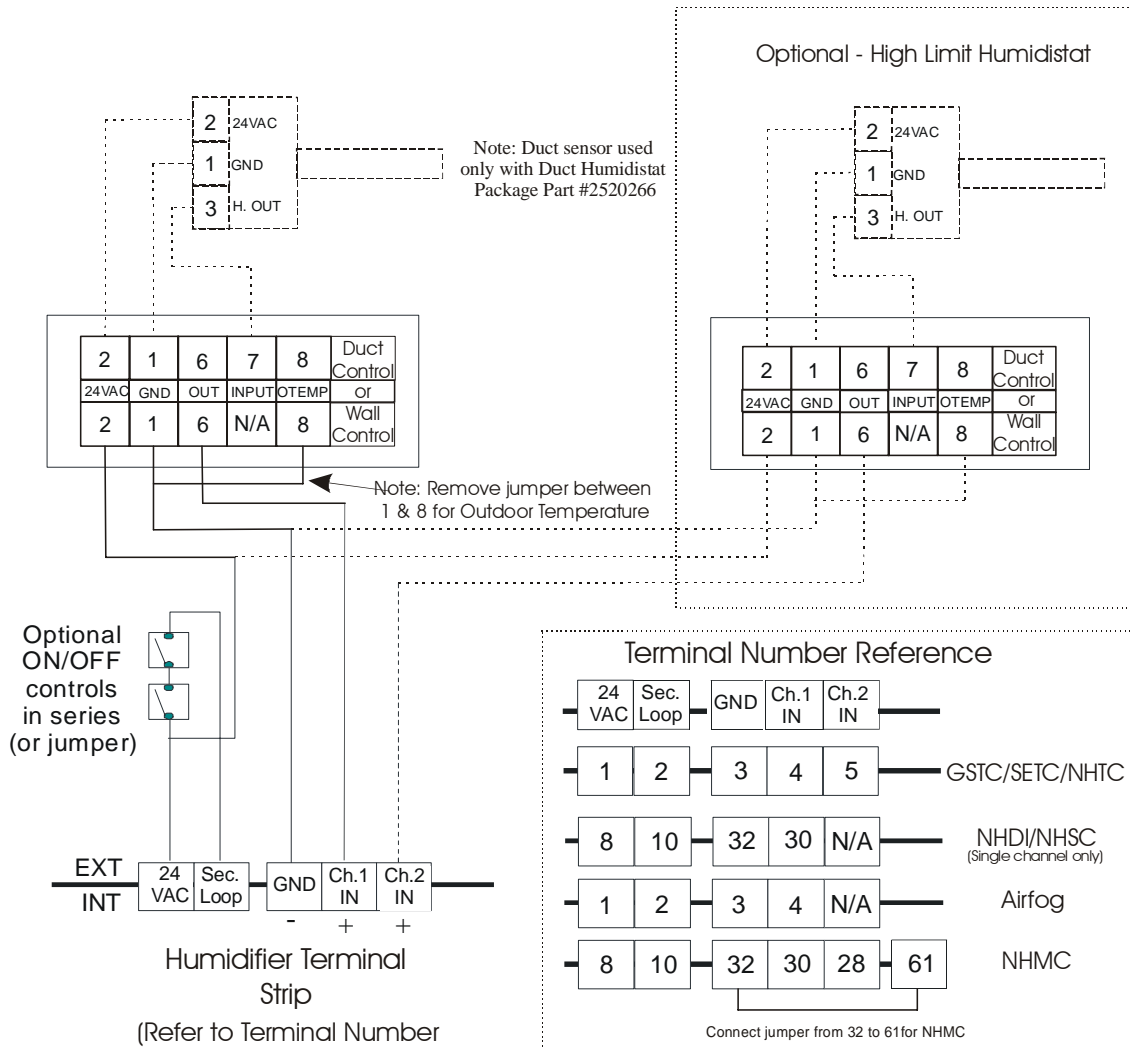 Optional - High Limit Humidistat
2 24VAC
1 GND
3 H. OUT
Note: Duct sensor used
only with Duct Humidistat
Package Part #2520266
2 24VAC
1 GND
3 H. OUT
2 1 6 7 8 Duct Control
24VAC GND OUT INPUT OTEMP or
2 1 6 N/A 8 Wall Control
2 1 6 7 8 Duct Control
24VAC GND OUT INPUT OTEMP or
2 1 6 N/A 8 Wall Control
Note: Remove jumper between
1 & 8 for Outdoor Temperature
Optional
ON/OFF
controls
in series
(or jumper)
EXT
INT
24 VAC Sec. Loop GND Ch.1 IN Ch.2 IN
- + +
Humidifier Terminal
Strip
(Refer to Terminal Number
Terminal Number Reference
24 VAC Sec. Loop GND Ch.1 IN Ch.2 IN
1 2 3 4 5 GSTC/SETC/NHTC
8 10 32 30 N/A NHDI/NHSC
(Single channel only)
1 2 3 4 N/A Airfog
8 10 32 30 28 61 NHMC
Connect jumper from 32 to 61for NHMC